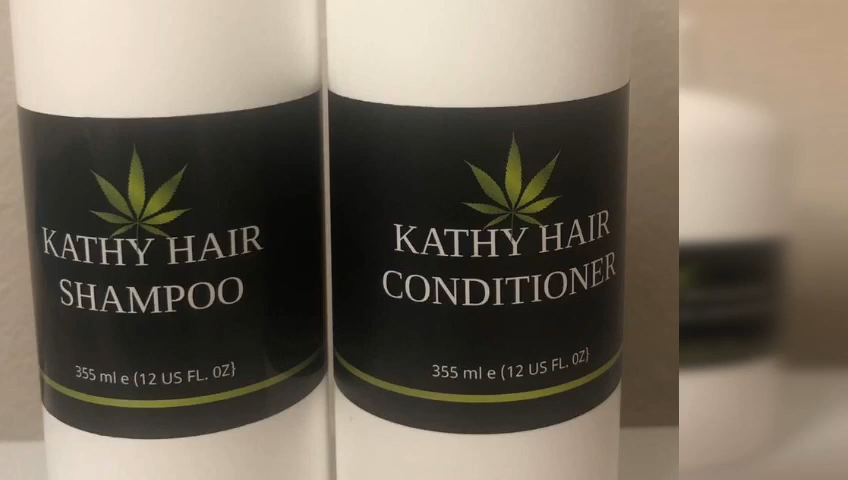 KATHY HAIR
SHAMPOO
355 ml e (12 US FL. 0Z}
KATHY HAIR
CONDITIONER
355 ml e (12 US FL. 0Z}